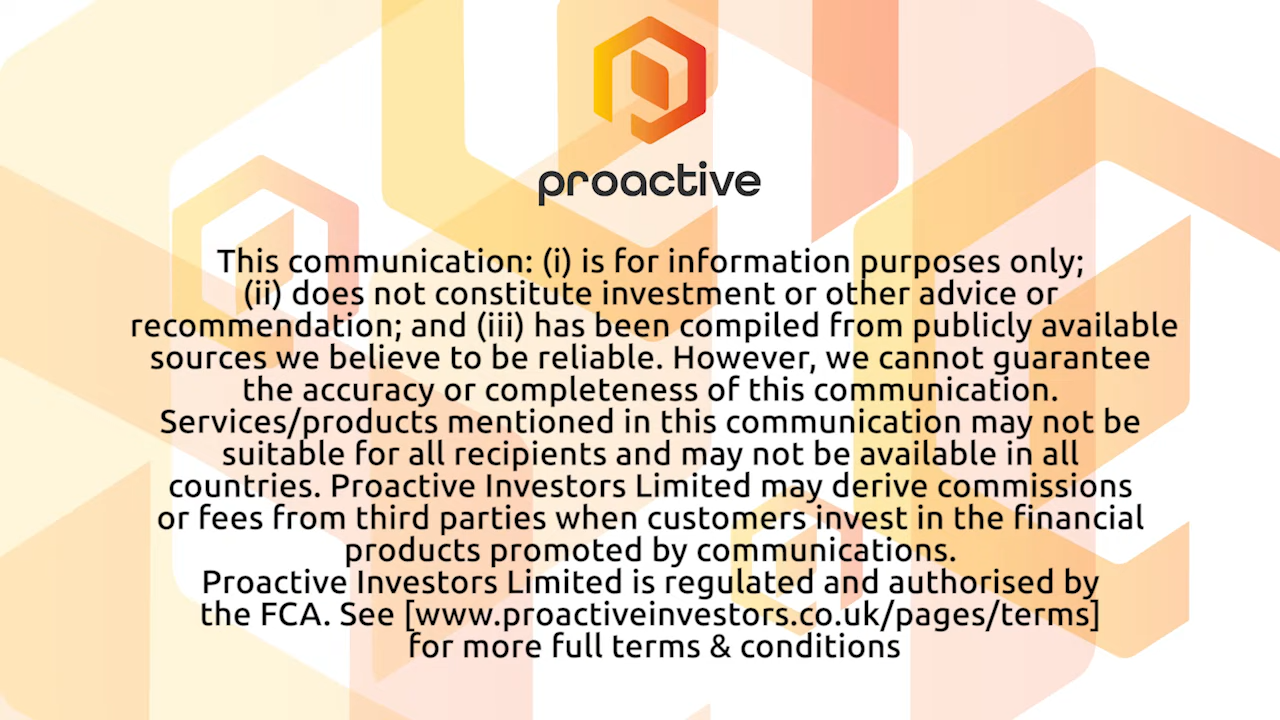 proactive
This communication: (i) is for information purposes only;
(ii) does not constitute investment or other advice or
recommendation; and (iii) has been compiled from publicly available
sources we believe to be reliable. However, we cannot guarantee
the accuracy or completeness of this communication.
Services/products mentioned in this communication may not be
suitable for all recipients and may not be available in all
countries. Proactive Investors Limited may derive commissions
or fees from third parties when customers invest in the financial
products promoted by communications.
Proactive Investors Limited is regulated and authorised by
the FCA. See [www.proactiveinvestors.co.uk/pages/terms]
for more full terms & conditions